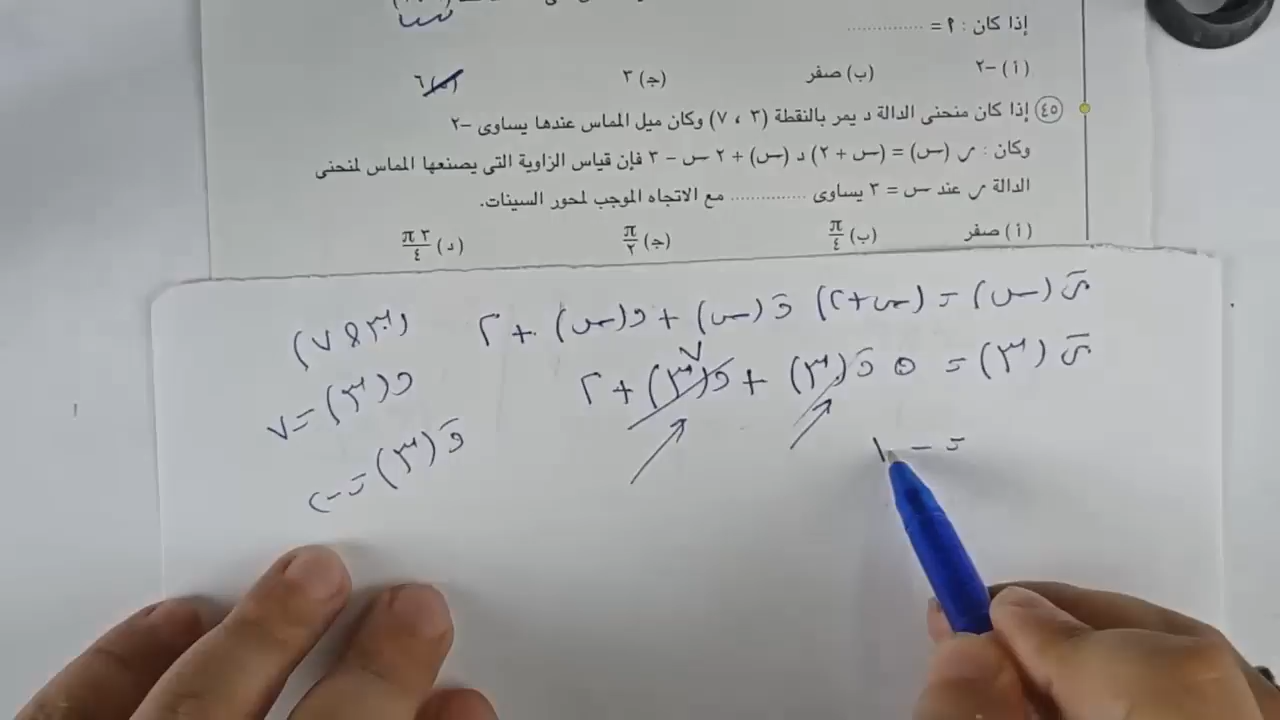 إذا كان : ٩ = ..............
(أ) -٢ (ب) صفر (جـ) ٣ (د) ٦
٤٥ إذا كان منحنى الدالة د يمر بالنقطة (٣ ، ٧) وكان ميل المماس عندها يساوى -٢
وكان : ر (س) = (س + ٢) د (س) + ٢ س - ٣ فإن قياس الزاوية التى يصنعها المماس لمنحنى
الدالة ر عند س = ٣ يساوى .............. مع الاتجاه الموجب لمحور السينات.
(أ) صفر (ب) π/٤ (جـ) π/٢ (د) ٣π/٤
رَ (س) = (س+٢) دَ (س) + د(س) + ٢
رَ (٣) = ٥ دَ (٣) + د(٣) + ٢
٧
= - ١
(٣ ، ٧)
د (٣) = ٧
دَ (٣) = -٢